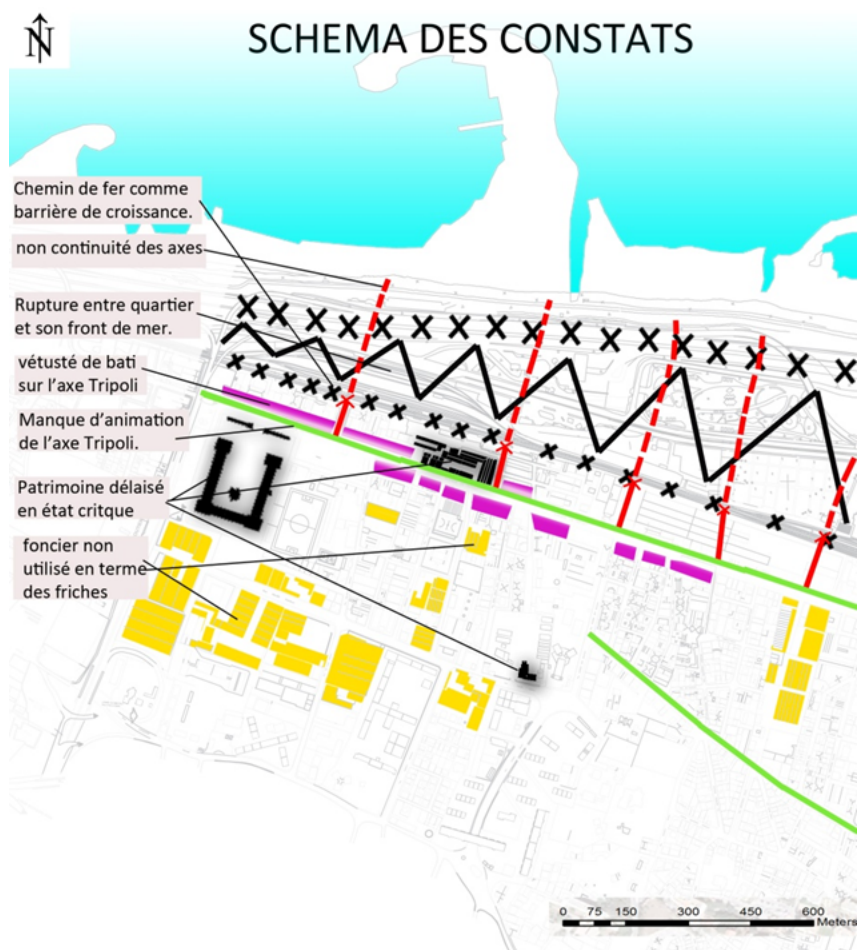 N
SCHEMA DES CONSTATS
Chemin de fer comme
barrière de croissance.
non continuité des axes
Rupture entre quartier
et son front de mer.
vétusté de bati
sur l'axe Tripoli
Manque d'animation
de l'axe Tripoli.
Patrimoine délaisé
en état critque
foncier non
utilisé en terme
des friches
0 75 150 300 450 600
Meters